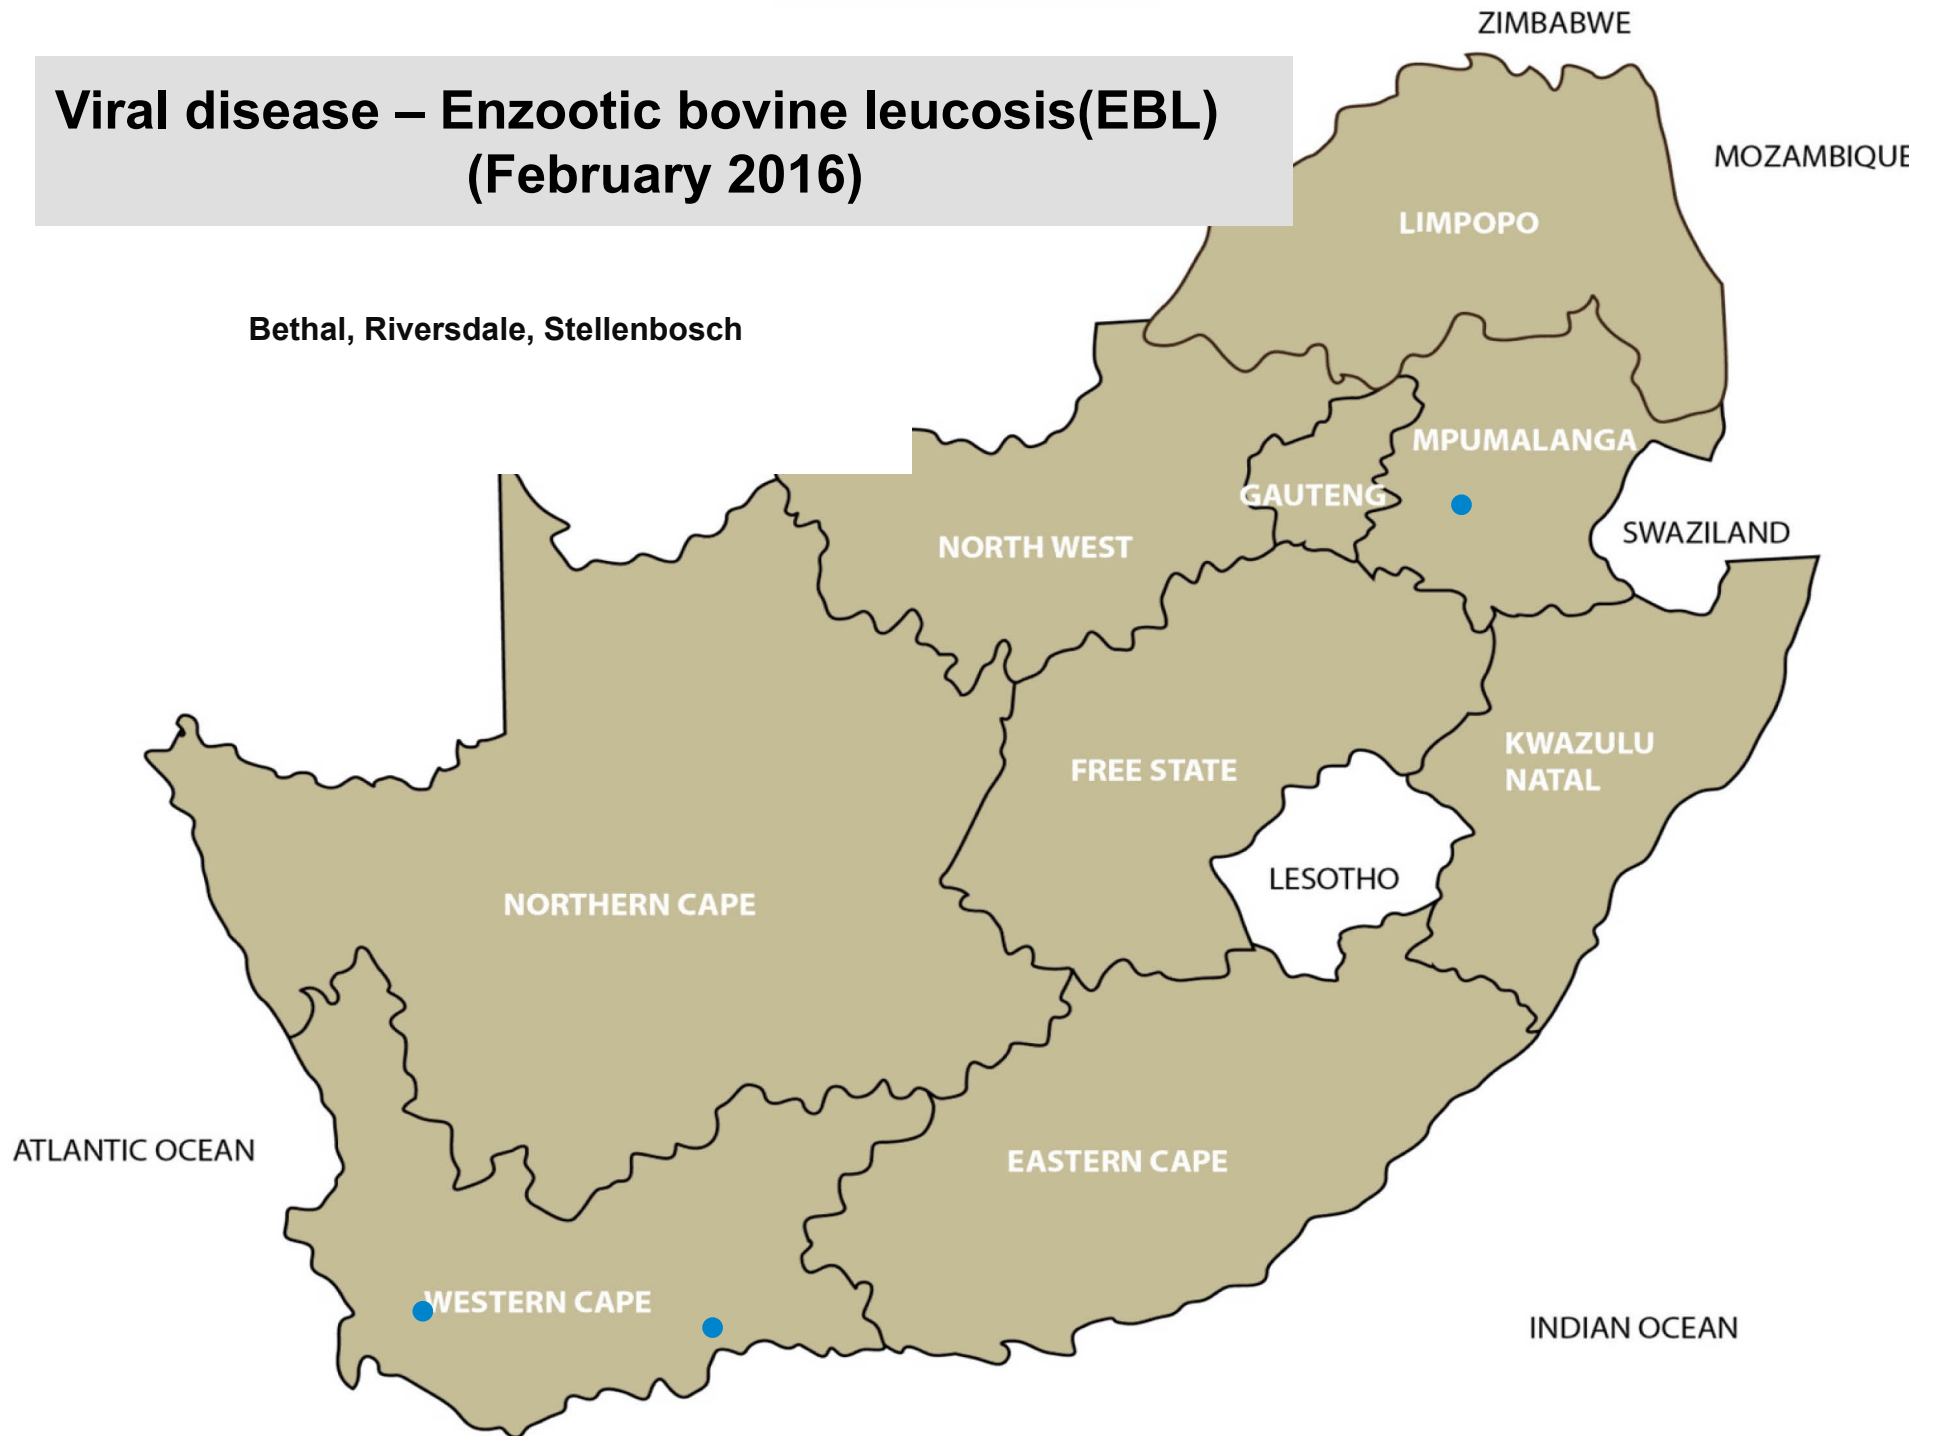 ZIMBABWE
Viral disease – Enzootic bovine leucosis(EBL)
(February 2016)
MOZAMBIQUE
LIMPOPO
Bethal, Riversdale, Stellenbosch
MPUMALANGA
GAUTENG
SWAZILAND
NORTH WEST
KWAZULU
NATAL
FREE STATE
LESOTHO
NORTHERN CAPE
ATLANTIC OCEAN
EASTERN CAPE
WESTERN CAPE
INDIAN OCEAN